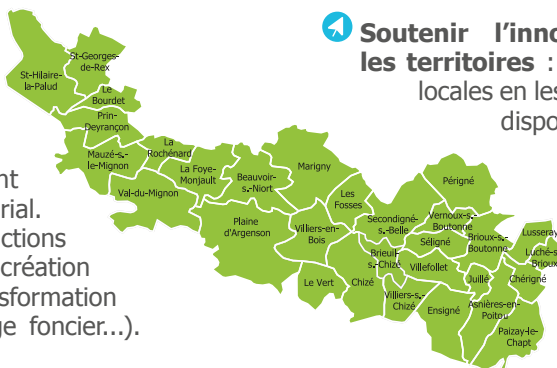 Soutenir l'inno
les territoires :
locales en les
dispo
nt
rial.
ctions
création
sformation
ge foncier...).
St-Hilaire-
la-Palud
St-Georges-
de-Rex
Le
Bourdet
Prin-
Deyrançon
Mauzé-s.-
le-Mignon
La
Rochénard
Val-du-Mignon
La Foye-
Monjault
Beauvoir-
s.-Niort
Marigny
Plaine
d'Argenson
Les
Fosses
Villiers-en-
Bois
Le Vert
Chizé
Secondigné-
s.-Belle
Brieuil-
s.-Chizé
Villiers-s.-
Chizé
Périgné
Vernoux-s.-
Boutonne
Séligné
Brioux-s.-
Boutonne
Villefollet
Ensigné
Juillé
Lusseray
Luché-s.-
Brioux
Chérigné
Asnières-en-
Poitou
Paizay-le-
Chapt